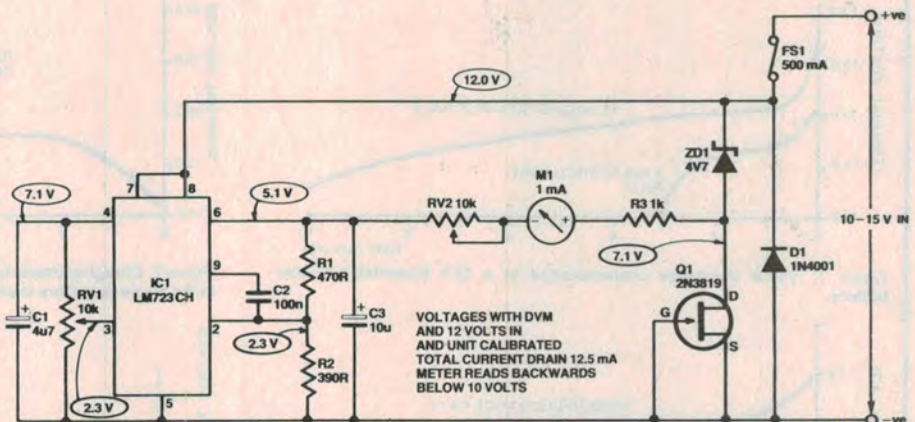 +ve
FS1
500 mA
12.0 V
ZD1
4V7
7.1 V
7
8
5.1 V
M1
1 mA
4
6
RV2 10k
R3 1k
10–15 V IN
-
+
9
R1
470R
7.1 V
D1
1N4001
IC1
LM723 CH
C2
100n
Q1
2N3819
D
RV1
10k
C1
4u7
+
3
2
+
C3
10u
G
S
2.3 V
VOLTAGES WITH DVM
AND 12 VOLTS IN
AND UNIT CALIBRATED
TOTAL CURRENT DRAIN 12.5 mA
METER READS BACKWARDS
BELOW 10 VOLTS
R2
390R
2.3 V
5
-ve